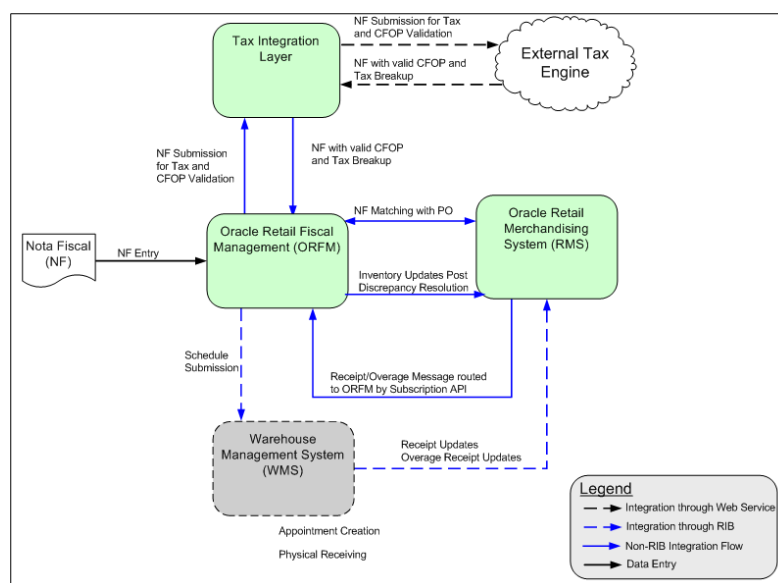 NF Submission for Tax
and CFOP Validation
Tax Integration
Layer
External Tax
Engine
NF with valid CFOP and
Tax Breakup
NF Submission
for Tax and
CFOP Validation
NF with valid CFOP
and Tax Breakup
Nota Fiscal
(NF)
NF Entry
Oracle Retail Fiscal
Management (ORFM)
NF Matching with PO
Oracle Retail
Merchandising
System (RMS)
Inventory Updates Post
Discrepancy Resolution
Schedule
Submission
Receipt/Overage Message routed
to ORFM by Subscription API
Warehouse
Management System
(WMS)
Receipt Updates
Overage Receipt Updates
Appointment Creation
Physical Receiving
Legend
Integration through Web Service
Integration through RIB
Non-RIB Integration Flow
Data Entry